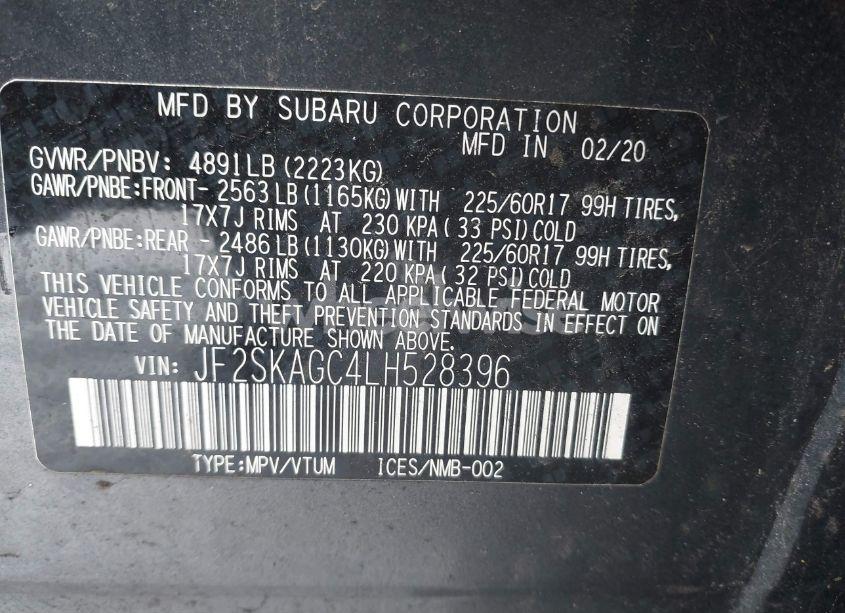 MFD BY SUBARU CORPORATION
MFD IN 02/20
GVWR/PNBV: 4891LB (2223KG)
GAWR/PNBE:FRONT- 2563 LB (1165KG) WITH 225/60R17 99H TIRES,
17X7J RIMS AT 230 KPA ( 33 PSI) COLD
GAWR/PNBE:REAR - 2486 LB (1130KG) WITH 225/60R17 99H TIRES,
17X7J RIMS AT 220 KPA ( 32 PSI) COLD
THIS VEHICLE CONFORMS TO ALL APPLICABLE FEDERAL MOTOR
VEHICLE SAFETY AND THEFT PREVENTION STANDARDS IN EFFECT ON
THE DATE OF MANUFACTURE SHOWN ABOVE.
VIN: JF2SKAGC4LH528396
TYPE:MPV/VTUM ICES/NMB-002